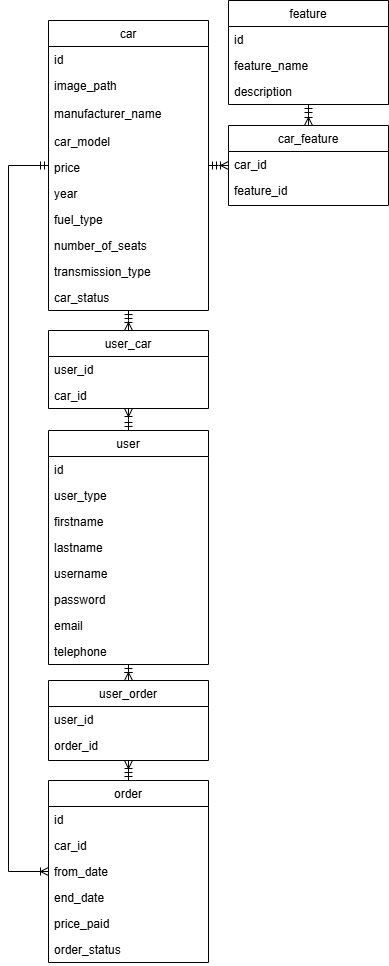 feature
id
feature_name
description
car
id
image_path
manufacturer_name
car_model
price
year
fuel_type
number_of_seats
transmission_type
car_status
car_feature
car_id
feature_id
user_car
user_id
car_id
user
id
user_type
firstname
lastname
username
password
email
telephone
user_order
user_id
order_id
order
id
car_id
from_date
end_date
price_paid
order_status